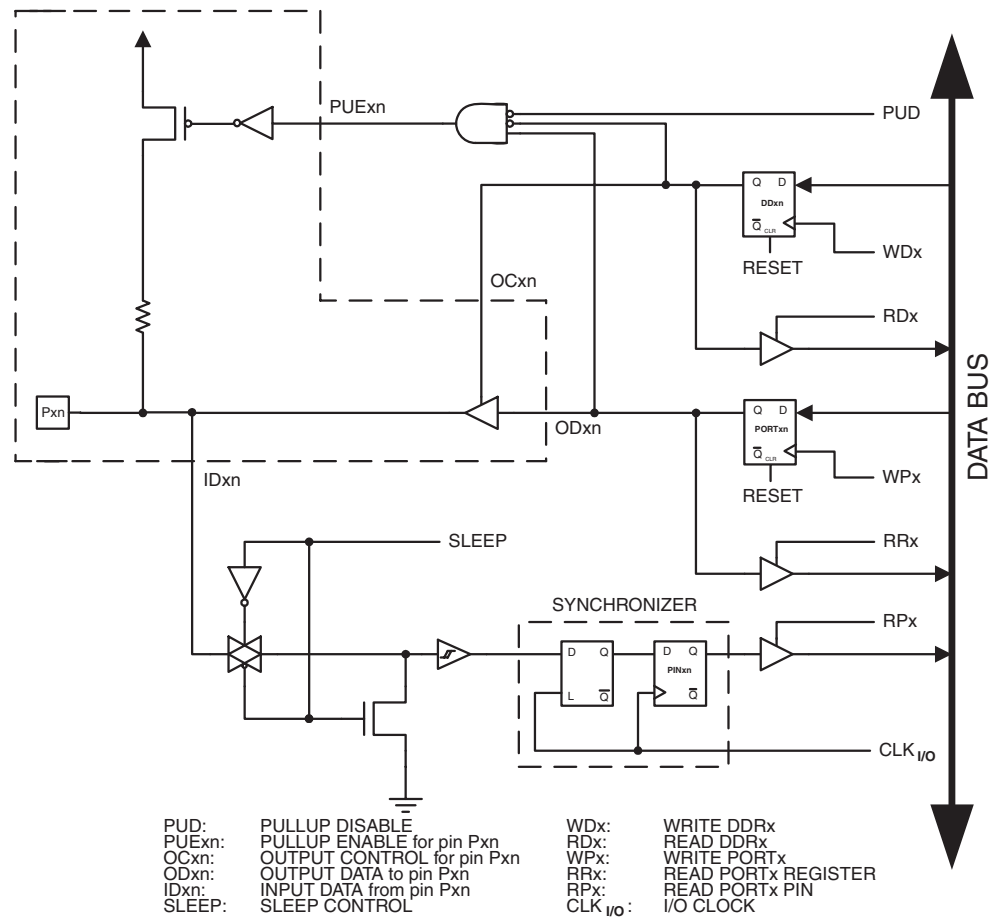 PUExn
PUD
Q D
DDxn
Q CLR
RESET
WDx
OCxn
RDx
Pxn
ODxn
Q D
PORTxn
Q CLR
RESET
WPx
DATA BUS
IDxn
SLEEP
RRx
SYNCHRONIZER
RPx
D Q
L Q
D Q
PINxn
Q
CLK I/O
PUD: PULLUP DISABLE
PUExn: PULLUP ENABLE for pin Pxn
OCxn: OUTPUT CONTROL for pin Pxn
ODxn: OUTPUT DATA to pin Pxn
IDxn: INPUT DATA from pin Pxn
SLEEP: SLEEP CONTROL
WDx: WRITE DDRx
RDx: READ DDRx
WPx: WRITE PORTx
RRx: READ PORTx REGISTER
RPx: READ PORTx PIN
CLK I/O: I/O CLOCK